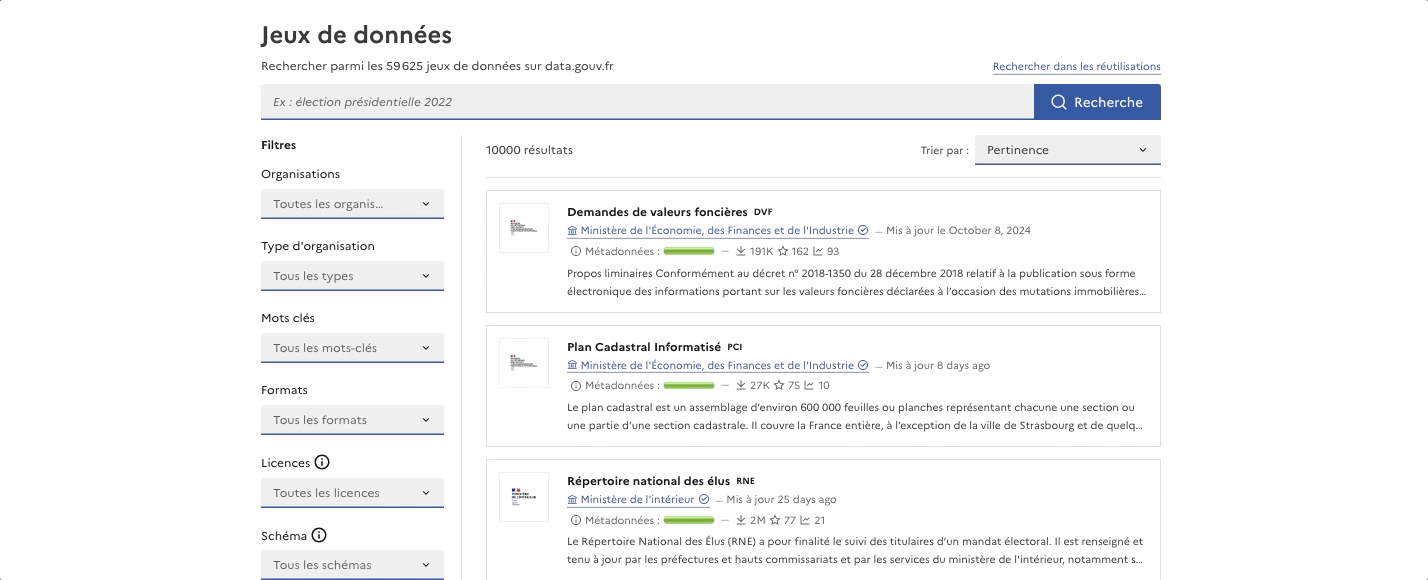 Jeux de données
Rechercher parmi les 59 625 jeux de données sur data.gouv.fr
Rechercher dans les réutilisations
Ex : élection présidentielle 2022
Recherche
Filtres
Organisations
Toutes les organis...
Type d'organisation
Tous les types
Mots clés
Tous les mots-clés
Formats
Tous les formats
Licences
Toutes les licences
Schéma
Tous les schémas
10000 résultats
Trier par :
Pertinence
Demandes de valeurs foncières DVF
Ministère de l'Économie, des Finances et de l'Industrie — Mis à jour le October 8, 2024
Métadonnées : — 191K 162 93
Propos liminaires Conformément au décret n° 2018-1350 du 28 décembre 2018 relatif à la publication sous forme
électronique des informations portant sur les valeurs foncières déclarées à l’occasion des mutations immobilières…
Plan Cadastral Informatisé PCI
Ministère de l'Économie, des Finances et de l'Industrie — Mis à jour 8 days ago
Métadonnées : — 27K 75 10
Le plan cadastral est un assemblage d’environ 600 000 feuilles ou planches représentant chacune une section ou
une partie d’une section cadastrale. Il couvre la France entière, à l’exception de la ville de Strasbourg et de quelq…
Répertoire national des élus RNE
Ministère de l'intérieur — Mis à jour 25 days ago
Métadonnées : — 2M 77 21
Le Répertoire National des Élus (RNE) a pour finalité le suivi des titulaires d’un mandat électoral. Il est renseigné et
tenu à jour par les préfectures et hauts commissariats et par les services du ministère de l’intérieur, notamment s…